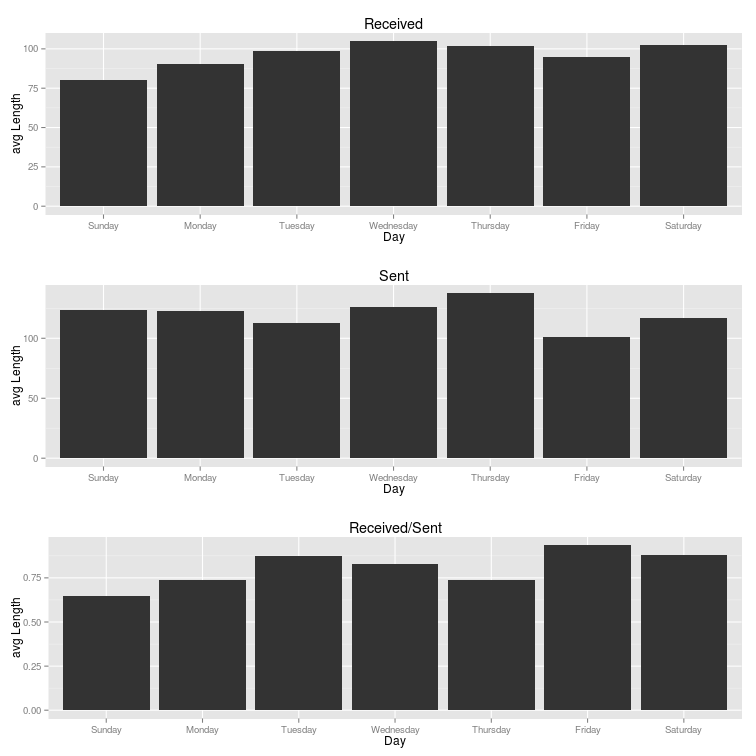 Received
avg Length
100
75
50
25
0
Sunday Monday Tuesday Wednesday Thursday Friday Saturday
Day
Sent
avg Length
100
50
0
Sunday Monday Tuesday Wednesday Thursday Friday Saturday
Day
Received/Sent
avg Length
0.75
0.50
0.25
0.00
Sunday Monday Tuesday Wednesday Thursday Friday Saturday
Day